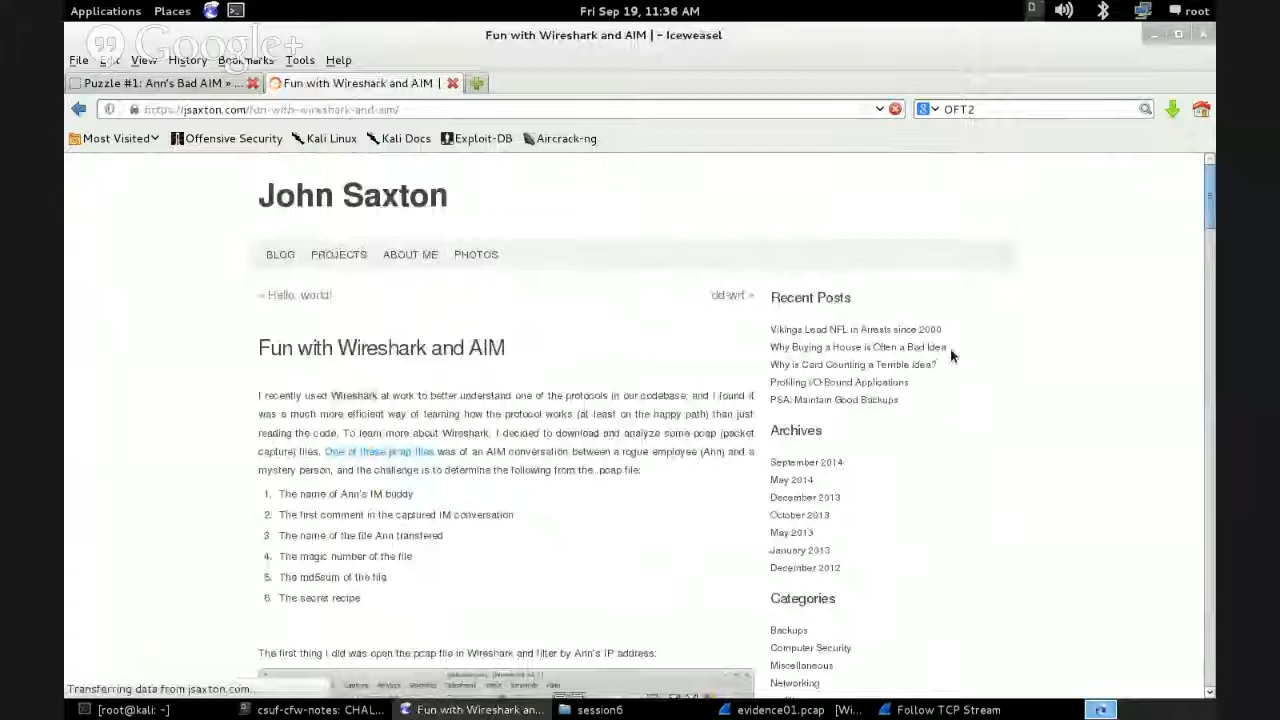 Applications Places Fri Sep 19, 11:36 AM root
Google+
Fun with Wireshark and AIM | - Iceweasel
File Edit View History Bookmarks Tools Help
Puzzle #1: Ann's Bad AIM » ... Fun with Wireshark and AIM |
https://jsaxton.com/fun-with-wireshark-and-aim/ OFT2
Most Visited Offensive Security Kali Linux Kali Docs Exploit-DB Aircrack-ng
John Saxton
BLOG PROJECTS ABOUT ME PHOTOS
« Hello, world! dd-wrt »
Fun with Wireshark and AIM
I recently used Wireshark at work to better understand one of the protocols in our codebase, and I found it
was a much more efficient way of learning how the protocol works (at least on the happy path) than just
reading the code. To learn more about Wireshark, I decided to download and analyze some pcap (packet
capture) files. One of these pcap files was of an AIM conversation between a rogue employee (Ann) and a
mystery person, and the challenge is to determine the following from the .pcap file:
1. The name of Ann's IM buddy
2. The first comment in the captured IM conversation
3. The name of the file Ann transfered
4. The magic number of the file
5. The md5sum of the file
6. The secret recipe
The first thing I did was open the pcap file in Wireshark and filter by Ann's IP address:
Recent Posts
Vikings Lead NFL in Arrests since 2000
Why Buying a House is Often a Bad Idea
Why is Card Counting a Terrible Idea?
Profiling I/O Bound Applications
PSA: Maintain Good Backups
Archives
September 2014
May 2014
December 2013
October 2013
May 2013
January 2013
December 2012
Categories
Backups
Computer Security
Miscellaneous
Networking
Transferring data from jsaxton.com...
[root@kali: ~] csuf-cfw-notes: CHAL... Fun with Wireshark an... session6 evidence01.pcap [Wi... Follow TCP Stream